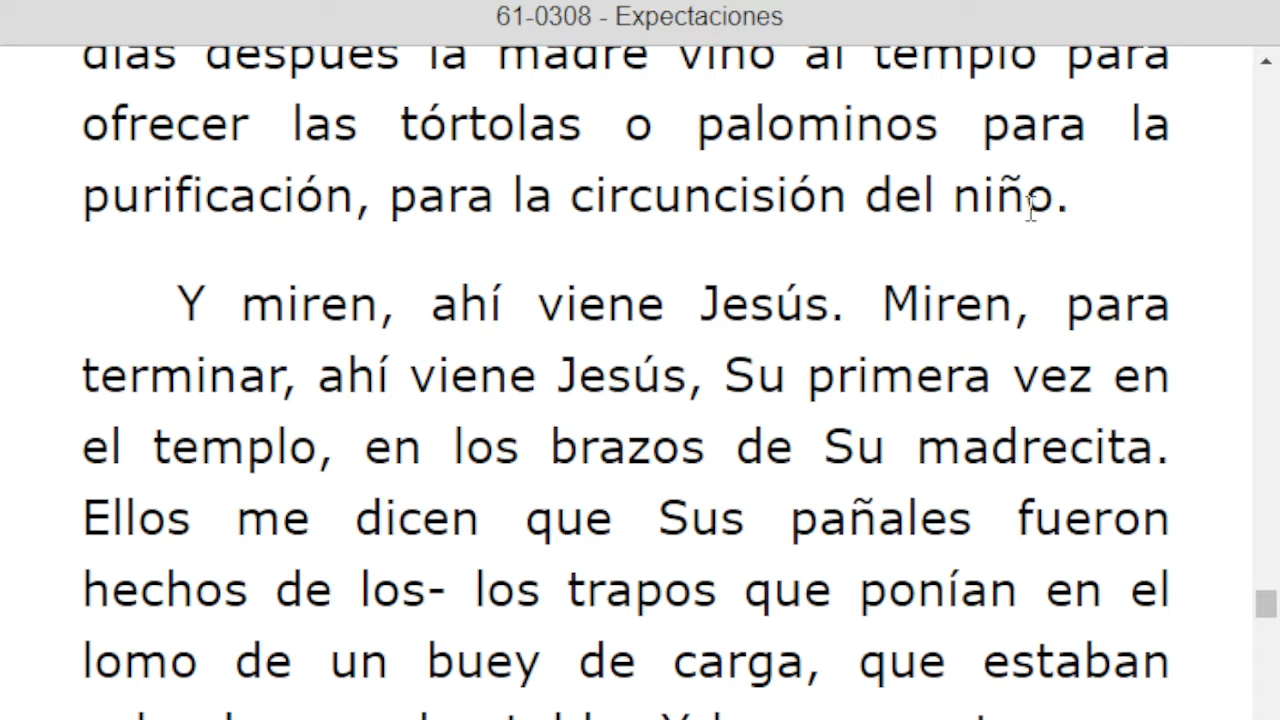 61-0308 - Expectaciones
días después la madre vino al templo para
ofrecer las tórtolas o palominos para la
purificación, para la circuncisión del niño.
Y miren, ahí viene Jesús. Miren, para
terminar, ahí viene Jesús, Su primera vez en
el templo, en los brazos de Su madrecita.
Ellos me dicen que Sus pañales fueron
hechos de los- los trapos que ponían en el
lomo de un buey de carga, que estaban